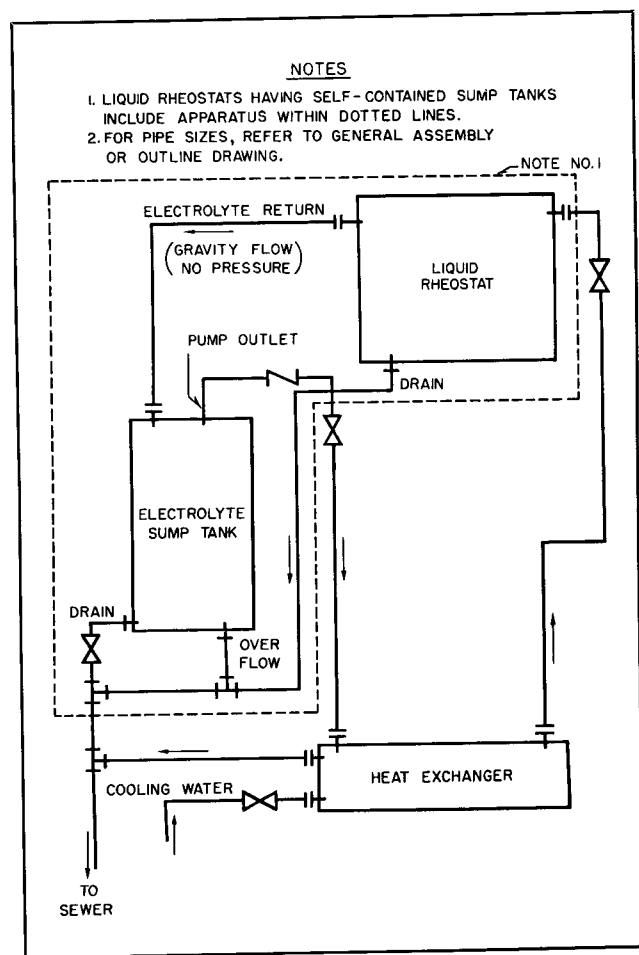 NOTES
1. LIQUID RHEOSTATS HAVING SELF-CONTAINED SUMP TANKS
INCLUDE APPARATUS WITHIN DOTTED LINES.
2. FOR PIPE SIZES, REFER TO GENERAL ASSEMBLY
OR OUTLINE DRAWING.
NOTE NO. 1
ELECTROLYTE RETURN
(GRAVITY FLOW
NO PRESSURE)
LIQUID
RHEOSTAT
PUMP OUTLET
DRAIN
ELECTROLYTE
SUMP TANK
DRAIN
OVER
FLOW
HEAT EXCHANGER
COOLING WATER
TO
SEWER